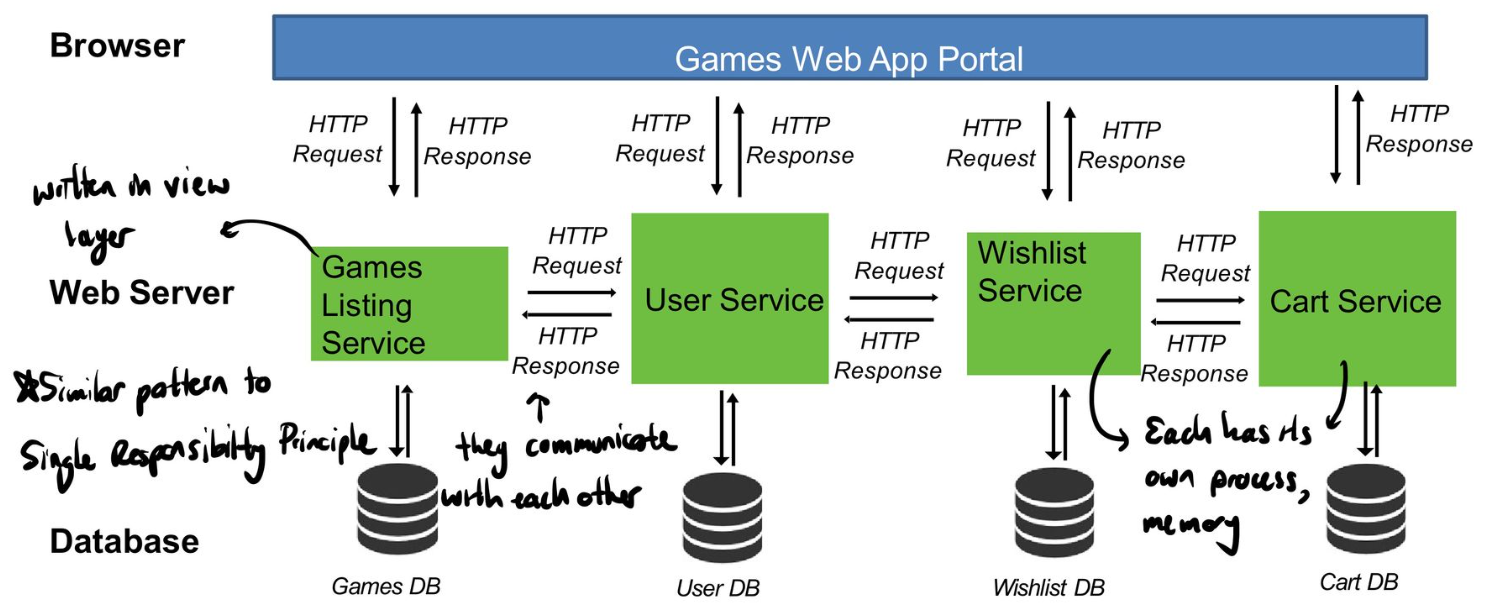 Browser
Games Web App Portal
HTTP
Request
HTTP
Response
HTTP
Request
HTTP
Response
HTTP
Request
HTTP
Response
HTTP
Response
written in view
layer
Web Server
Games
Listing
Service
HTTP
Request
HTTP
Response
User Service
HTTP
Request
HTTP
Response
Wishlist
Service
HTTP
Request
HTTP
Response
Cart Service
Similar pattern to
Single Responsibility Principle
they communicate
with each other
Each has its
own process,
memory
Database
Games DB
User DB
Wishlist DB
Cart DB